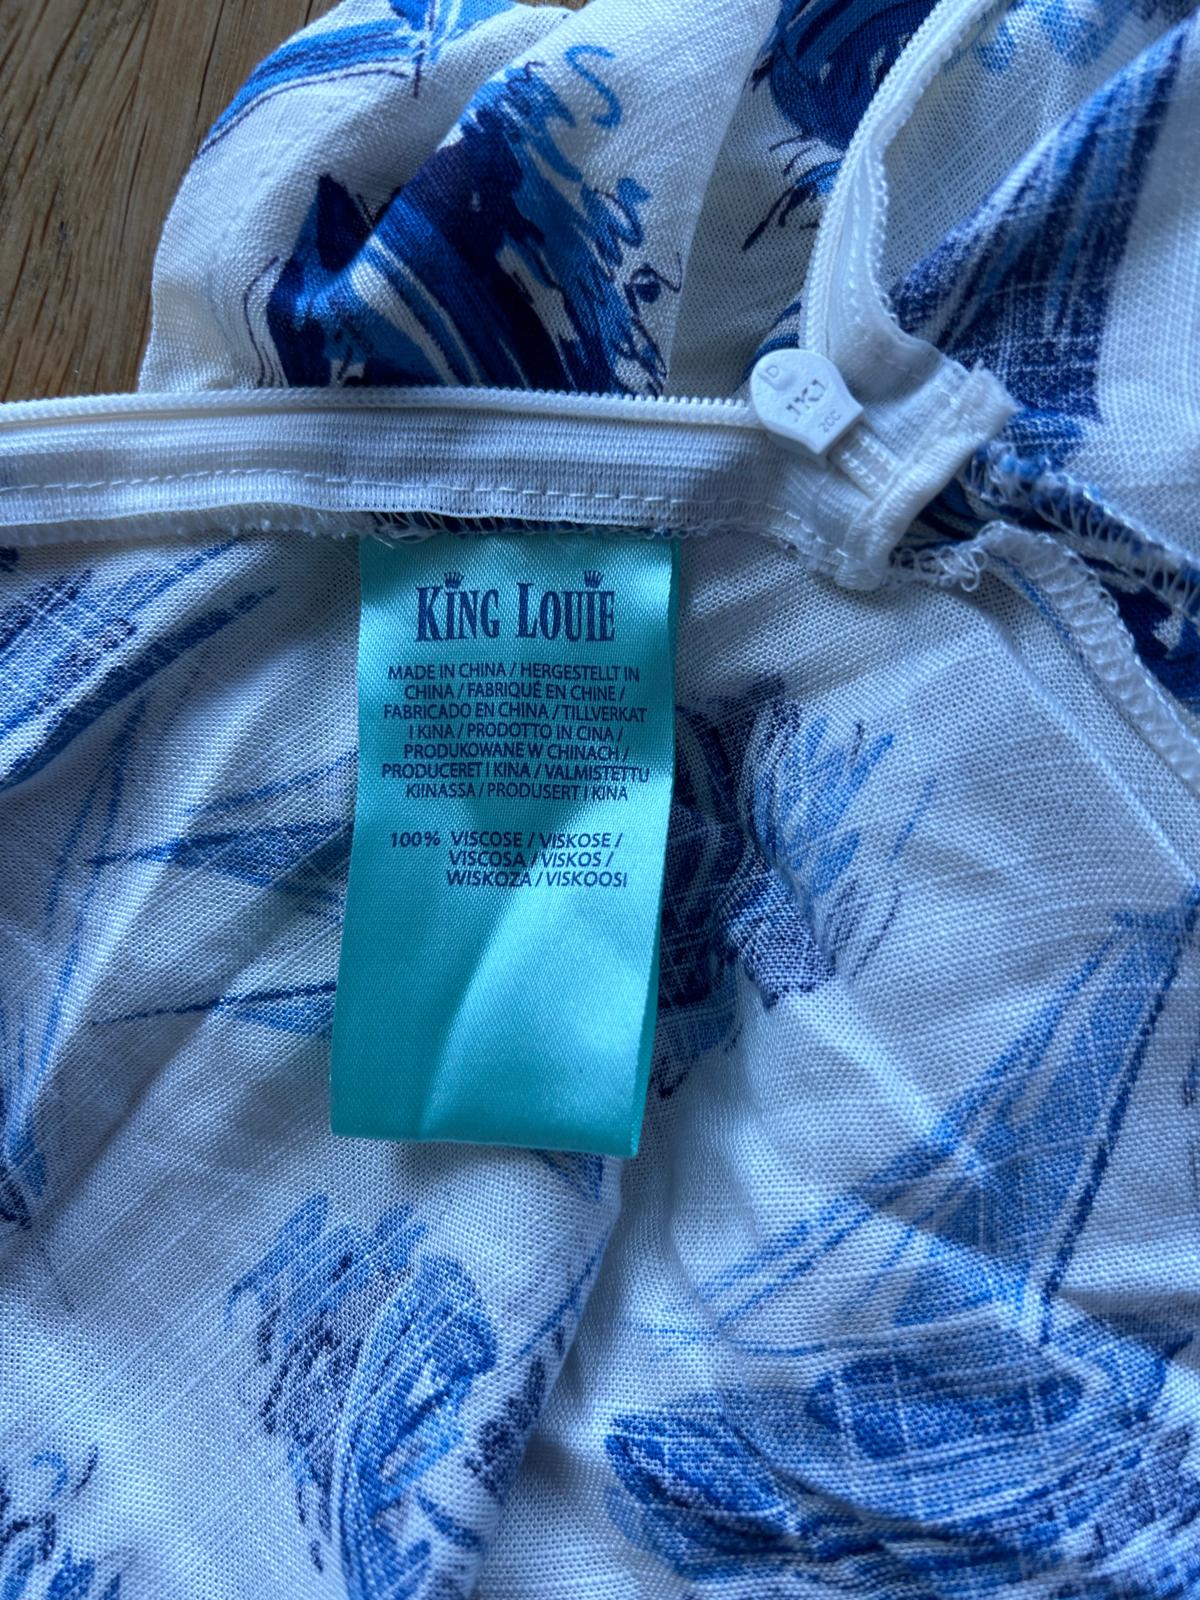 KING LOUIE
MADE IN CHINA / HERGESTELLT IN
CHINA / FABRIQUÉ EN CHINE /
FABRICADO EN CHINA / TILLVERKAT
I KINA / PRODOTTO IN CINA /
PRODUKOWANE W CHINACH /
PRODUCERET I KINA / VALMISTETTU
KIINASSA / PRODUSERT I KINA
100% VISCOSE / VISKOSE /
VISCOSA / VISKOS /
WISKOZA / VISKOOSI